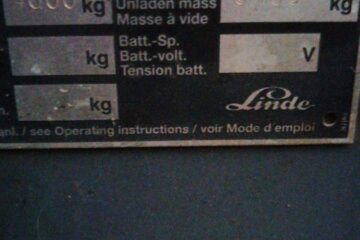 kg Unladen mass kg
Masse à vide
Batt.-Sp.
kg Batt.-volt. V
Tension batt.
kg Linde
see Operating instructions / voir Mode d'emploi